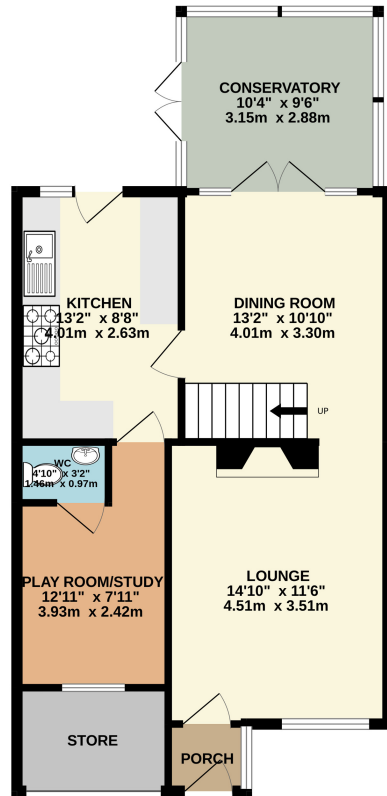 CONSERVATORY
10'4" x 9'6"
3.15m x 2.88m
KITCHEN
13'2" x 8'8"
4.01m x 2.63m
DINING ROOM
13'2" x 10'10"
4.01m x 3.30m
UP
WC
4'10" x 3'2"
1.46m x 0.97m
PLAY ROOM/STUDY
12'11" x 7'11"
3.93m x 2.42m
LOUNGE
14'10" x 11'6"
4.51m x 3.51m
STORE
PORCH